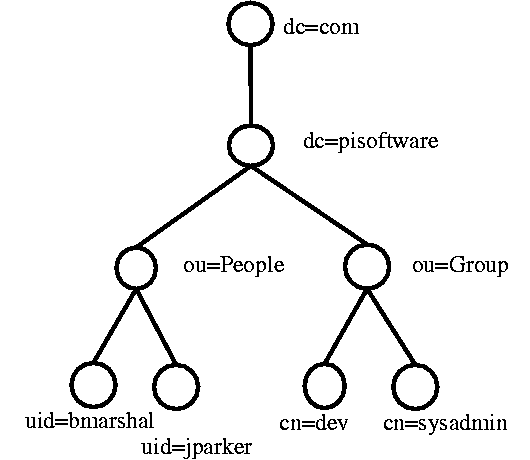 dc=com
dc=pisoftware
ou=People
ou=Group
uid=bmarshal
uid=jparker
cn=dev
cn=sysadmin